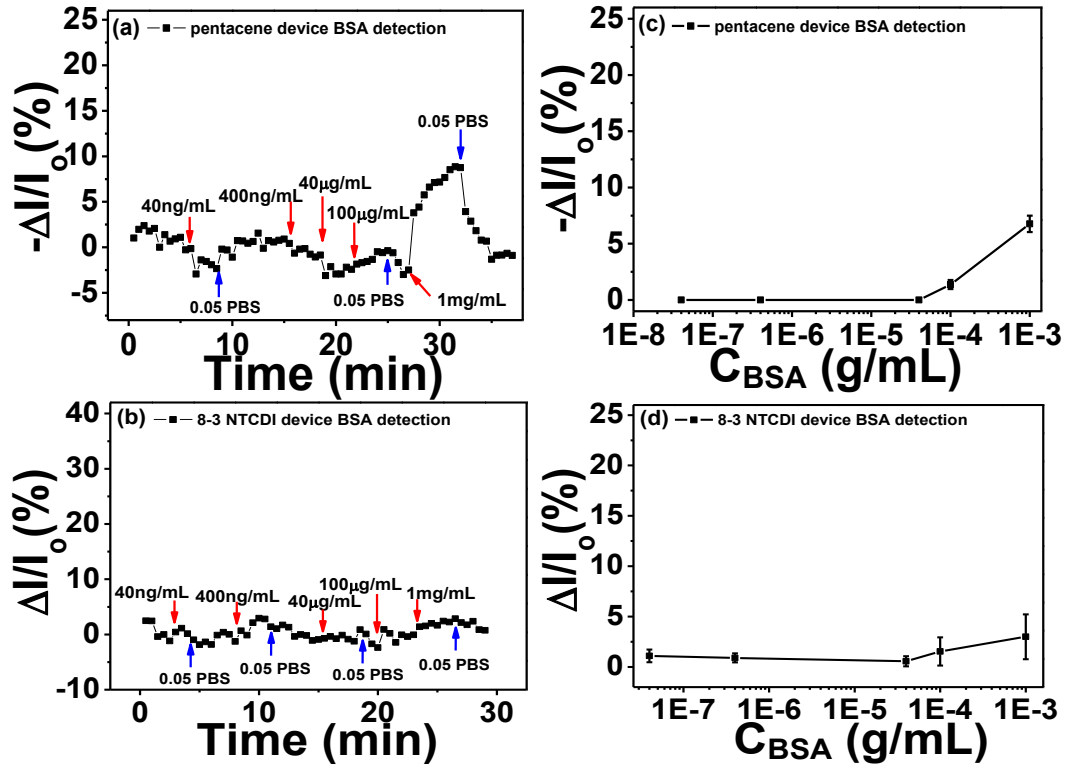 (a) -■- pentacene device BSA detection
25
20
15
10
5
0
-5
-ΔI/Io (%)
40ng/mL
0.05 PBS
400ng/mL
40μg/mL
100μg/mL
0.05 PBS
1mg/mL
0.05 PBS
0 10 20 30
Time (min)
(c) -■- pentacene device BSA detection
25
20
15
10
5
0
-ΔI/Io (%)
1E-8 1E-7 1E-6 1E-5 1E-4 1E-3
CBSA (g/mL)
(b) -■- 8-3 NTCDI device BSA detection
40
30
20
10
0
-10
ΔI/Io (%)
40ng/mL
0.05 PBS
400ng/mL
0.05 PBS
40μg/mL
0.05 PBS
100μg/mL
1mg/mL
0.05 PBS
0 10 20 30
Time (min)
(d) -■- 8-3 NTCDI device BSA detection
25
20
15
10
5
0
ΔI/Io (%)
1E-7 1E-6 1E-5 1E-4 1E-3
CBSA (g/mL)